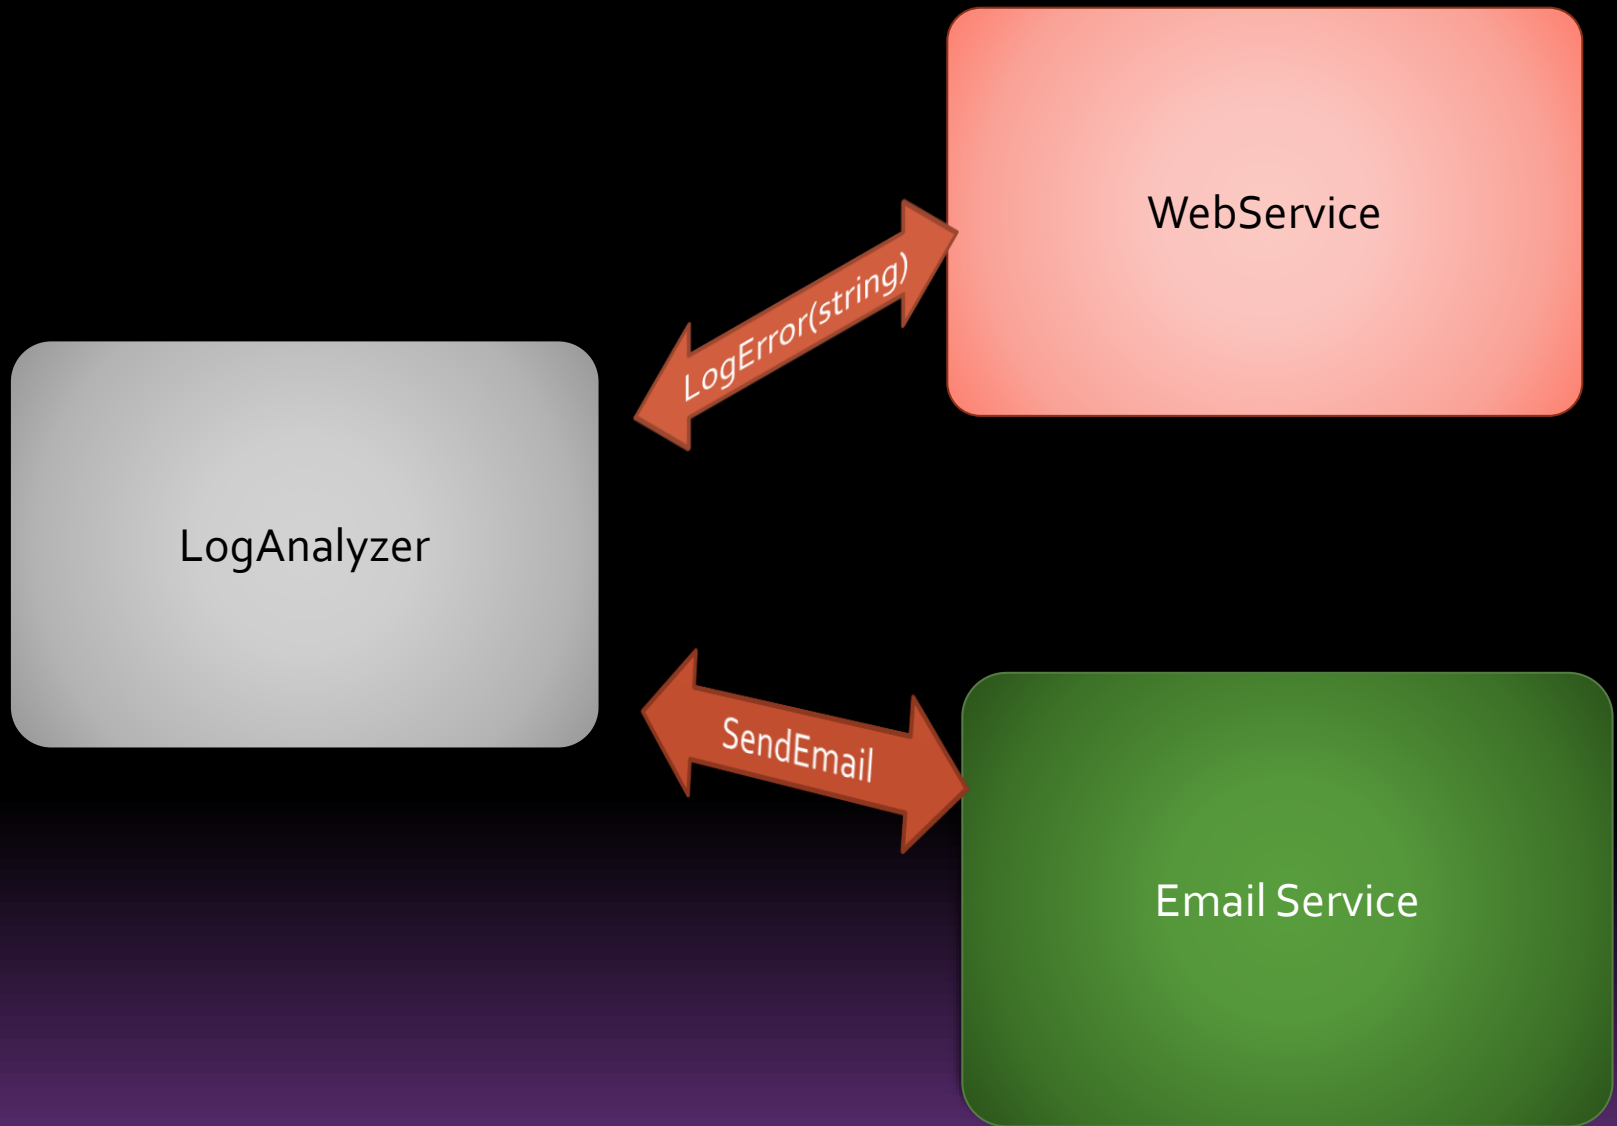 WebService
LogError(string)
LogAnalyzer
SendEmail
Email Service